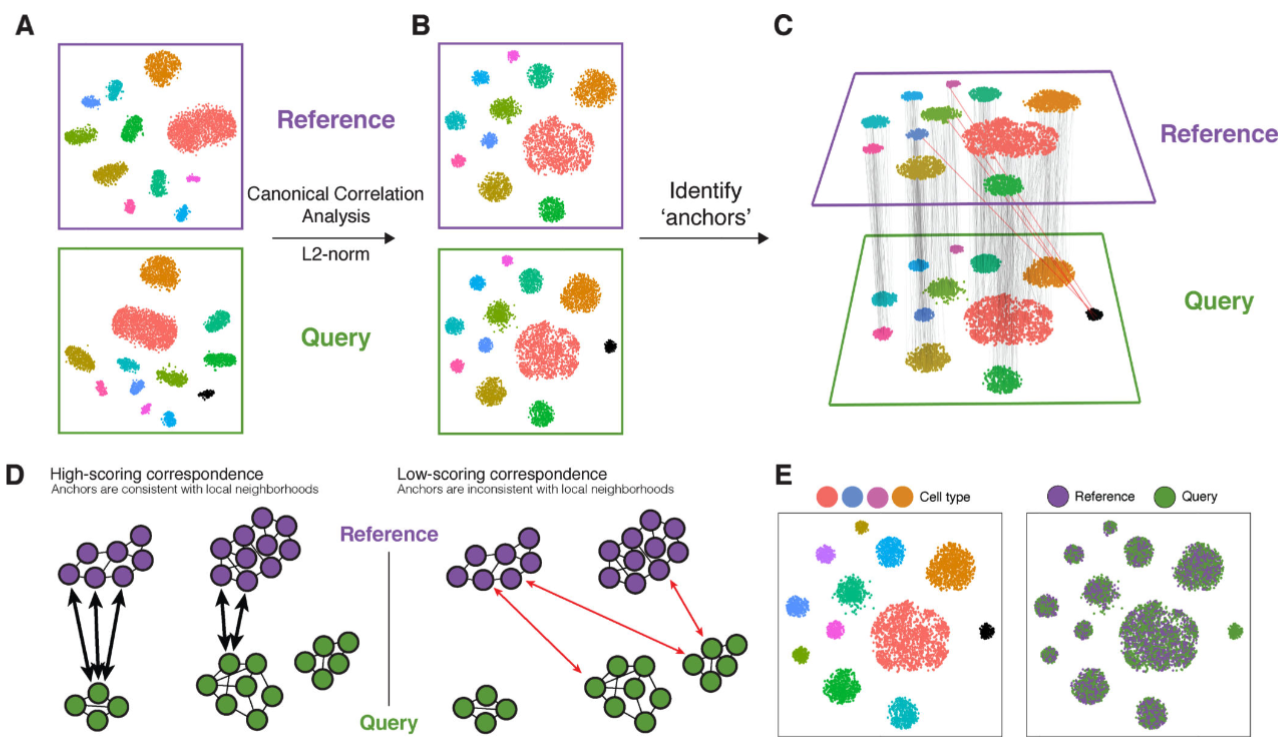 A
B
C
Reference
Canonical Correlation
Analysis
L2-norm
Query
Identify
'anchors'
Reference
Query
D
High-scoring correspondence
Anchors are consistent with local neighborhoods
Low-scoring correspondence
Anchors are inconsistent with local neighborhoods
Reference
Query
E
Cell type
Reference
Query